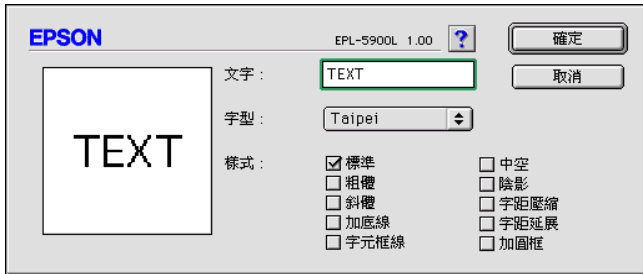 EPSON
EPL-5900L 1.00 ?
確定
文字： TEXT
取消
字型： Taipei
TEXT
樣式： 標準 中空
粗體 陰影
斜體 字距壓縮
加底線 字距延展
字元框線 加圓框